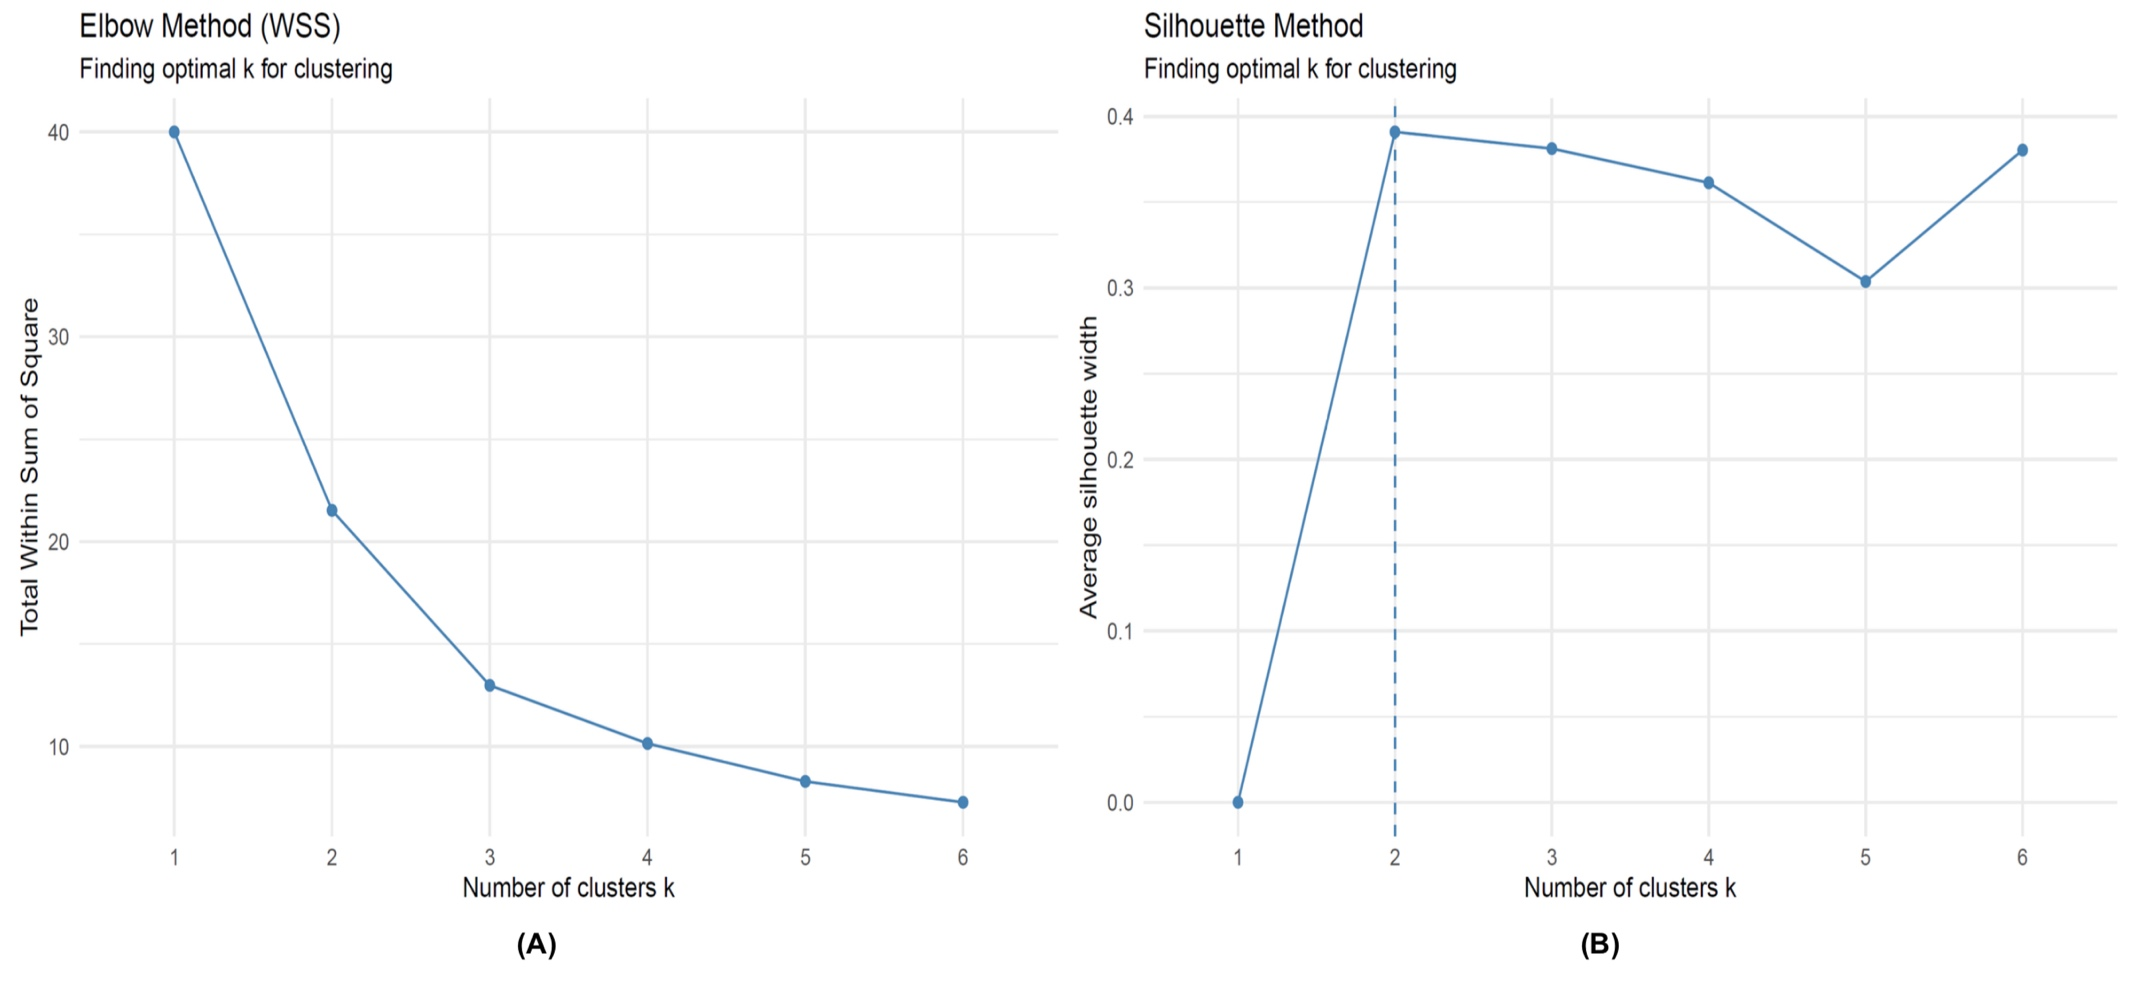 Elbow Method (WSS)
Finding optimal k for clustering
Total Within Sum of Square
40
30
20
10
1 2 3 4 5 6
Number of clusters k
(A)
Silhouette Method
Finding optimal k for clustering
Average silhouette width
0.4
0.3
0.2
0.1
0.0
1 2 3 4 5 6
Number of clusters k
(B)